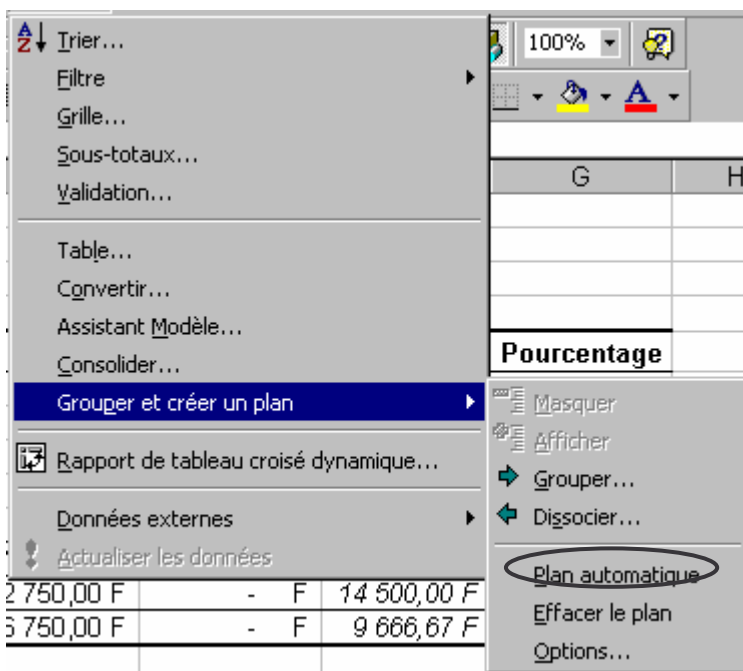 Trier...
100%
Filtre
Grille...
Sous-totaux...
G H
Validation...
Table...
Convertir...
Assistant Modèle...
Pourcentage
Consolider...
Grouper et créer un plan
Masquer
Afficher
Rapport de tableau croisé dynamique...
Grouper...
Données externes
Dissocier...
Actualiser les données
Plan automatique
2 750,00 F - F 14 500,00 F
Effacer le plan
6 750,00 F - F 9 666,67 F
Options...